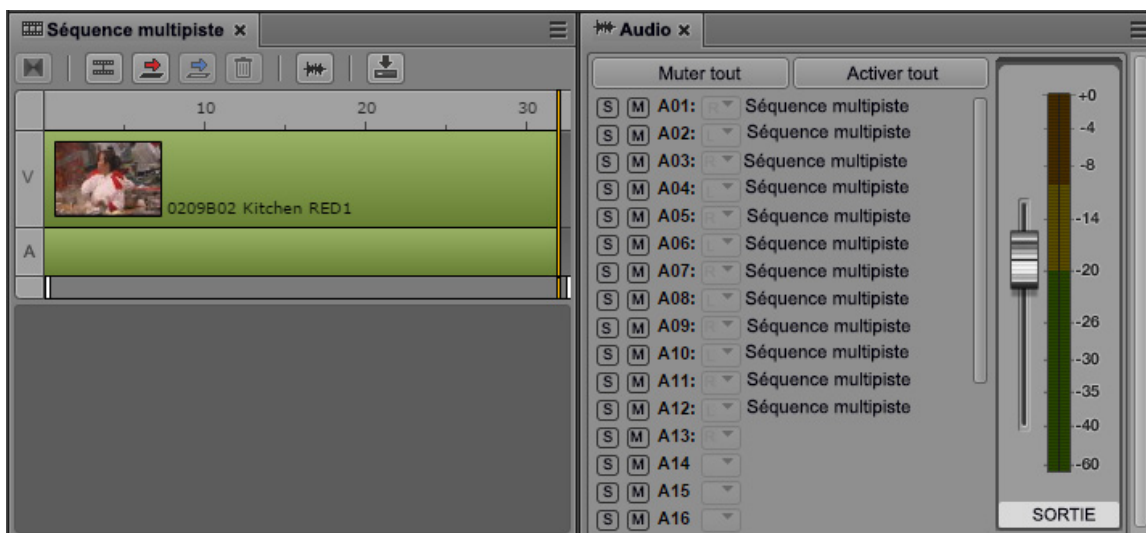 Séquence multipiste ×
10 20 30
V
0209B02 Kitchen RED1
A
Audio ×
Muter tout Activer tout
S M A01: R Séquence multipiste
S M A02: L Séquence multipiste
S M A03: R Séquence multipiste
S M A04: L Séquence multipiste
S M A05: R Séquence multipiste
S M A06: L Séquence multipiste
S M A07: R Séquence multipiste
S M A08: L Séquence multipiste
S M A09: R Séquence multipiste
S M A10: L Séquence multipiste
S M A11: R Séquence multipiste
S M A12: L Séquence multipiste
S M A13: R
S M A14
S M A15
S M A16
+0
-4
-8
-14
-20
-26
-30
-35
-40
-60
SORTIE